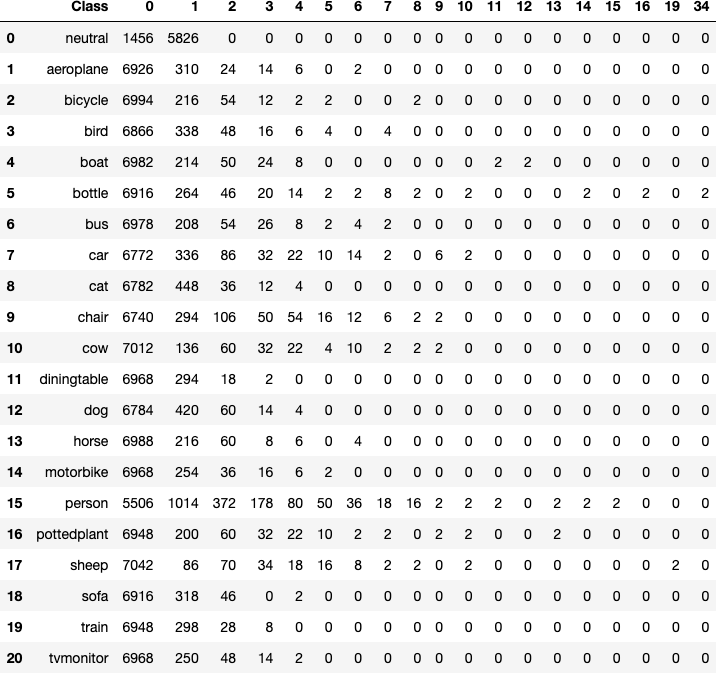 Class 0 1 2 3 4 5 6 7 8 9 10 11 12 13 14 15 16 19 34
0 neutral 1456 5826 0 0 0 0 0 0 0 0 0 0 0 0 0 0 0 0 0
1 aeroplane 6926 310 24 14 6 0 2 0 0 0 0 0 0 0 0 0 0 0 0
2 bicycle 6994 216 54 12 2 2 0 0 2 0 0 0 0 0 0 0 0 0 0
3 bird 6866 338 48 16 6 4 0 4 0 0 0 0 0 0 0 0 0 0 0
4 boat 6982 214 50 24 8 0 0 0 0 0 0 2 2 0 0 0 0 0 0
5 bottle 6916 264 46 20 14 2 2 8 2 0 2 0 0 0 2 0 2 0 2
6 bus 6978 208 54 26 8 2 4 2 0 0 0 0 0 0 0 0 0 0 0
7 car 6772 336 86 32 22 10 14 2 0 6 2 0 0 0 0 0 0 0 0
8 cat 6782 448 36 12 4 0 0 0 0 0 0 0 0 0 0 0 0 0 0
9 chair 6740 294 106 50 54 16 12 6 2 2 0 0 0 0 0 0 0 0 0
10 cow 7012 136 60 32 22 4 10 2 2 2 0 0 0 0 0 0 0 0 0
11 diningtable 6968 294 18 2 0 0 0 0 0 0 0 0 0 0 0 0 0 0 0
12 dog 6784 420 60 14 4 0 0 0 0 0 0 0 0 0 0 0 0 0 0
13 horse 6988 216 60 8 6 0 4 0 0 0 0 0 0 0 0 0 0 0 0
14 motorbike 6968 254 36 16 6 2 0 0 0 0 0 0 0 0 0 0 0 0 0
15 person 5506 1014 372 178 80 50 36 18 16 2 2 2 0 2 2 2 0 0 0
16 pottedplant 6948 200 60 32 22 10 2 2 0 2 2 0 0 2 0 0 0 0 0
17 sheep 7042 86 70 34 18 16 8 2 2 0 2 0 0 0 0 0 0 2 0
18 sofa 6916 318 46 0 2 0 0 0 0 0 0 0 0 0 0 0 0 0 0
19 train 6948 298 28 8 0 0 0 0 0 0 0 0 0 0 0 0 0 0 0
20 tvmonitor 6968 250 48 14 2 0 0 0 0 0 0 0 0 0 0 0 0 0 0